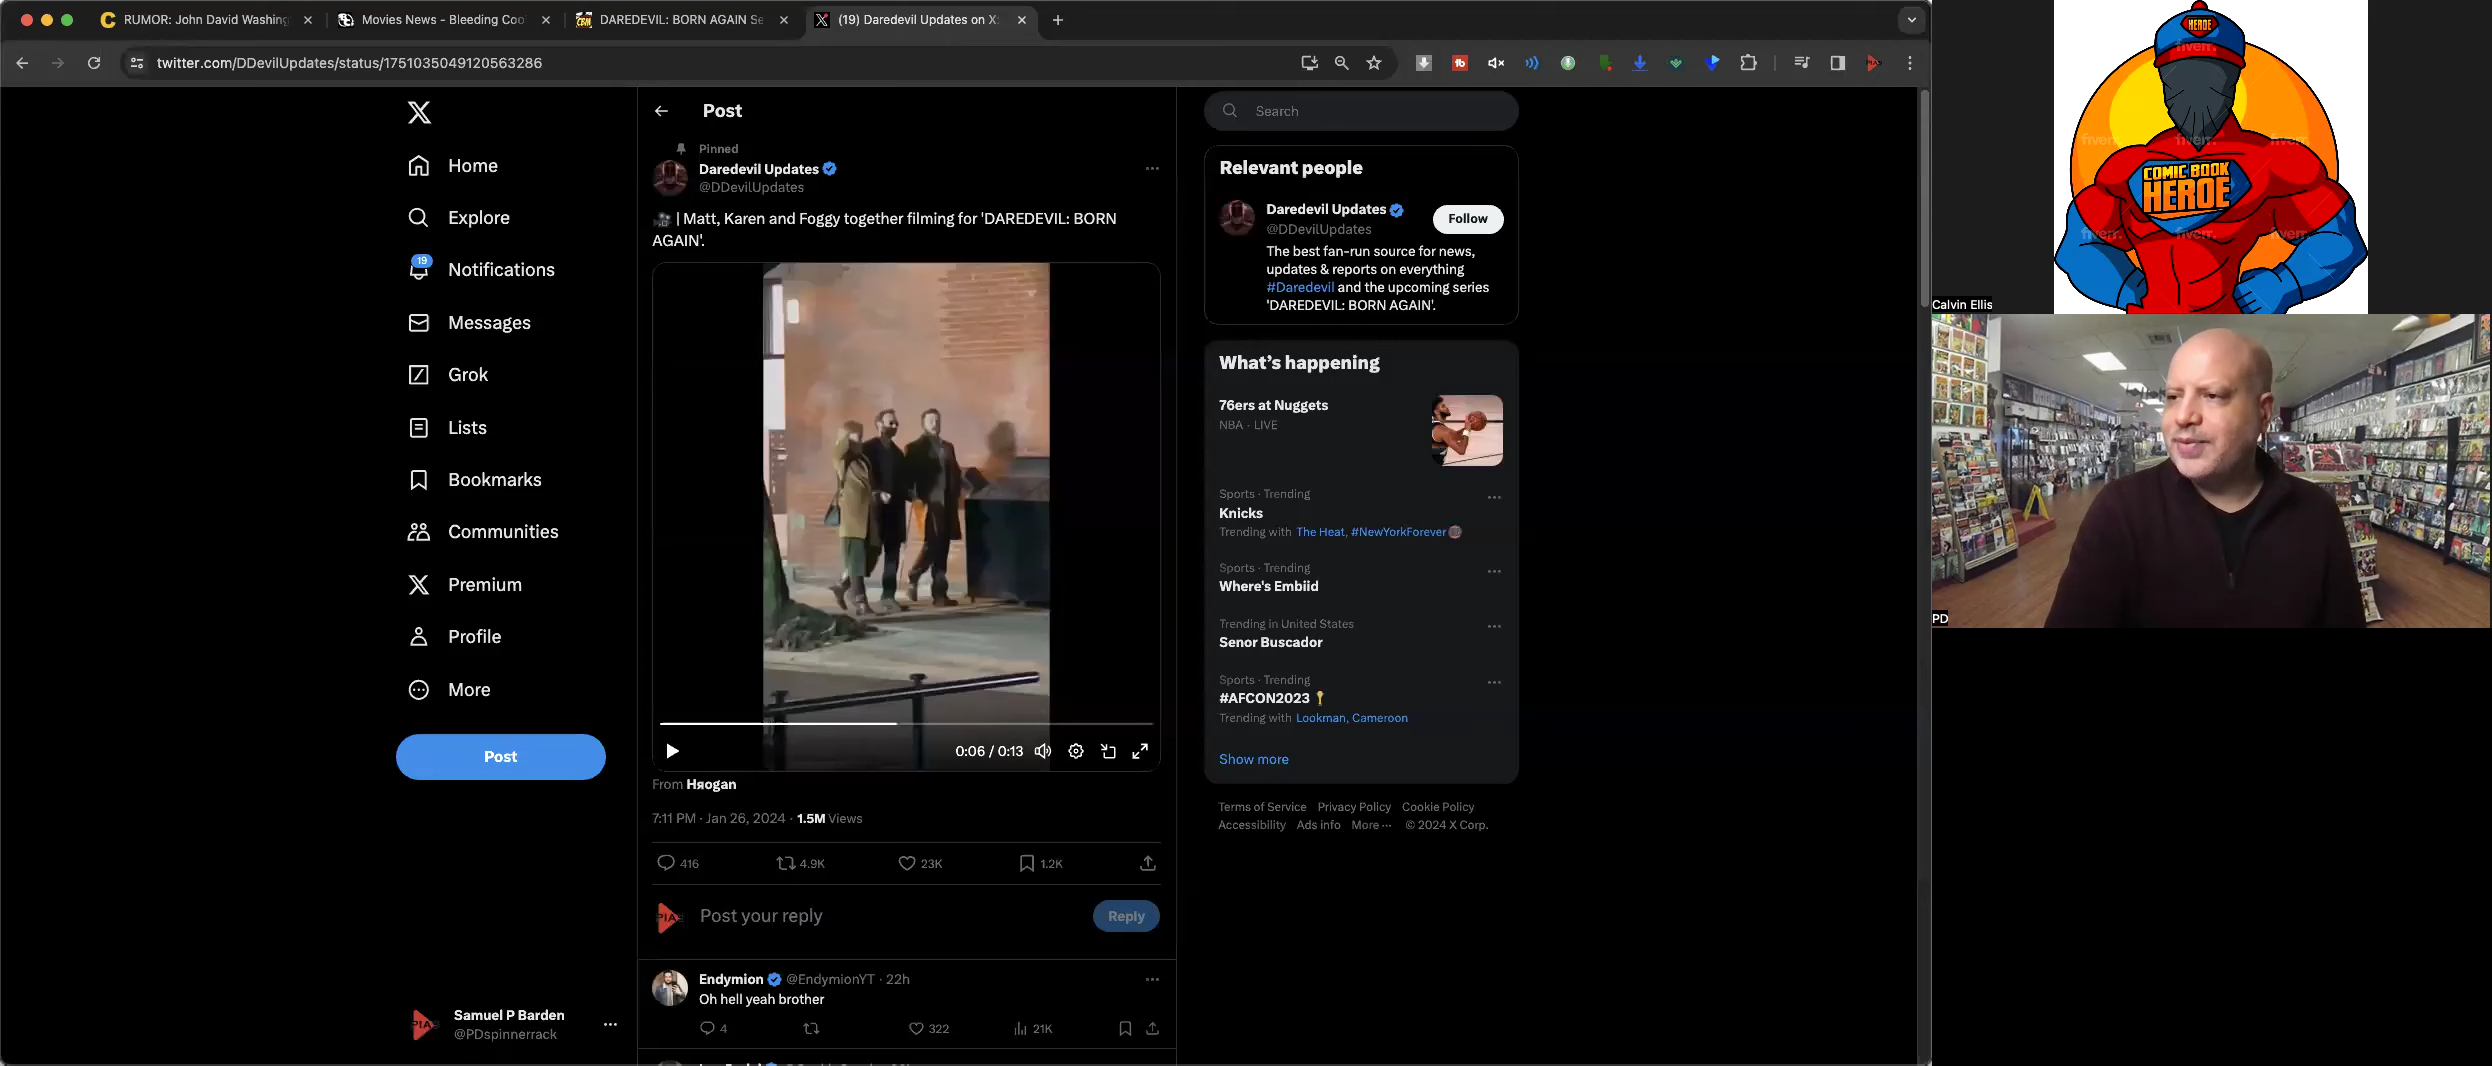 RUMOR: John David Washing
Movies News - Bleeding Coo
DAREDEVIL: BORN AGAIN Se
(19) Daredevil Updates on X:
twitter.com/DDevilUpdates/status/1751035049120563286
Home
Explore
19
Notifications
Messages
Grok
Lists
Bookmarks
Communities
Premium
Profile
More
Post
Samuel P Barden
@PDspinnerrack
Post
Pinned
Daredevil Updates
@DDevilUpdates
🎥 | Matt, Karen and Foggy together filming for 'DAREDEVIL: BORN
AGAIN'.
0:06 / 0:13
From Hяogan
7:11 PM · Jan 26, 2024 · 1.5M Views
416 4.9K 23K 1.2K
Post your reply
Reply
Endymion @EndymionYT · 22h
Oh hell yeah brother
4 322 21K
Search
Relevant people
Daredevil Updates
@DDevilUpdates
Follow
The best fan-run source for news,
updates & reports on everything
#Daredevil and the upcoming series
'DAREDEVIL: BORN AGAIN'.
What's happening
76ers at Nuggets
NBA · LIVE
Sports · Trending
Knicks
Trending with The Heat, #NewYorkForever
Sports · Trending
Where's Embiid
Trending in United States
Senor Buscador
Sports · Trending
#AFCON2023
Trending with Lookman, Cameroon
Show more
Terms of Service Privacy Policy Cookie Policy
Accessibility Ads info More ··· © 2024 X Corp.
HEROE
fiverr.
fiverr.
fiverr.
COMIC BOOK
HEROE
fiverr.
fiverr.
fiverr.
Calvin Ellis
PD